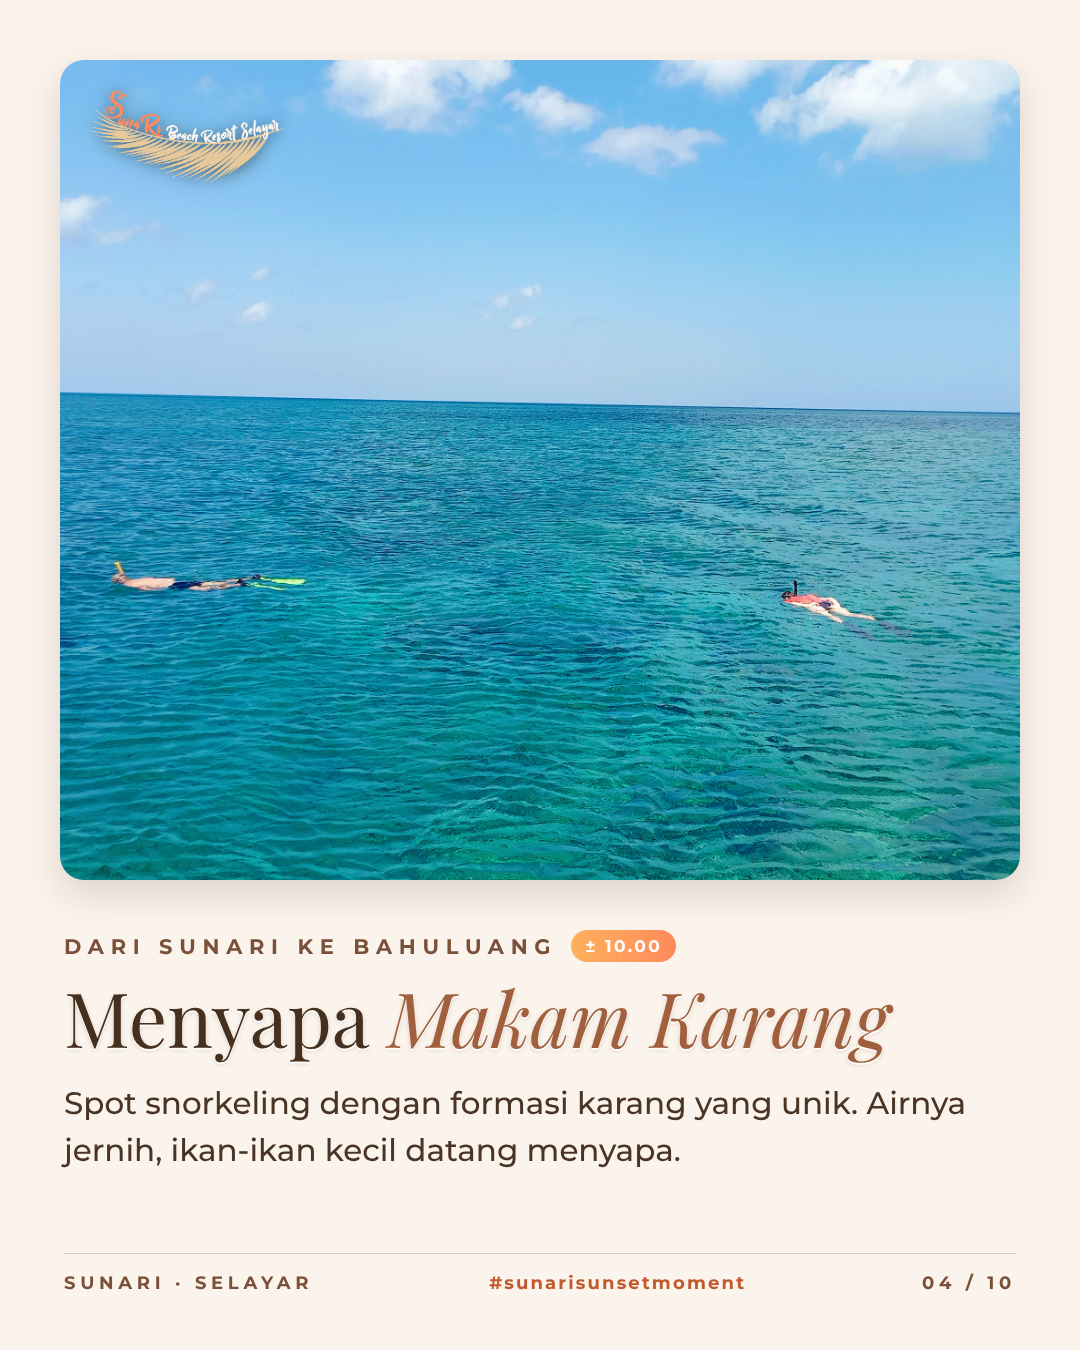 SunaRi Beach Resort Selayar
DARI SUNARI KE BAHULUANG ± 10.00
Menyapa Makam Karang
Spot snorkeling dengan formasi karang yang unik. Airnya
jernih, ikan-ikan kecil datang menyapa.
SUNARI · SELAYAR #sunarisunsetmoment 04 / 10